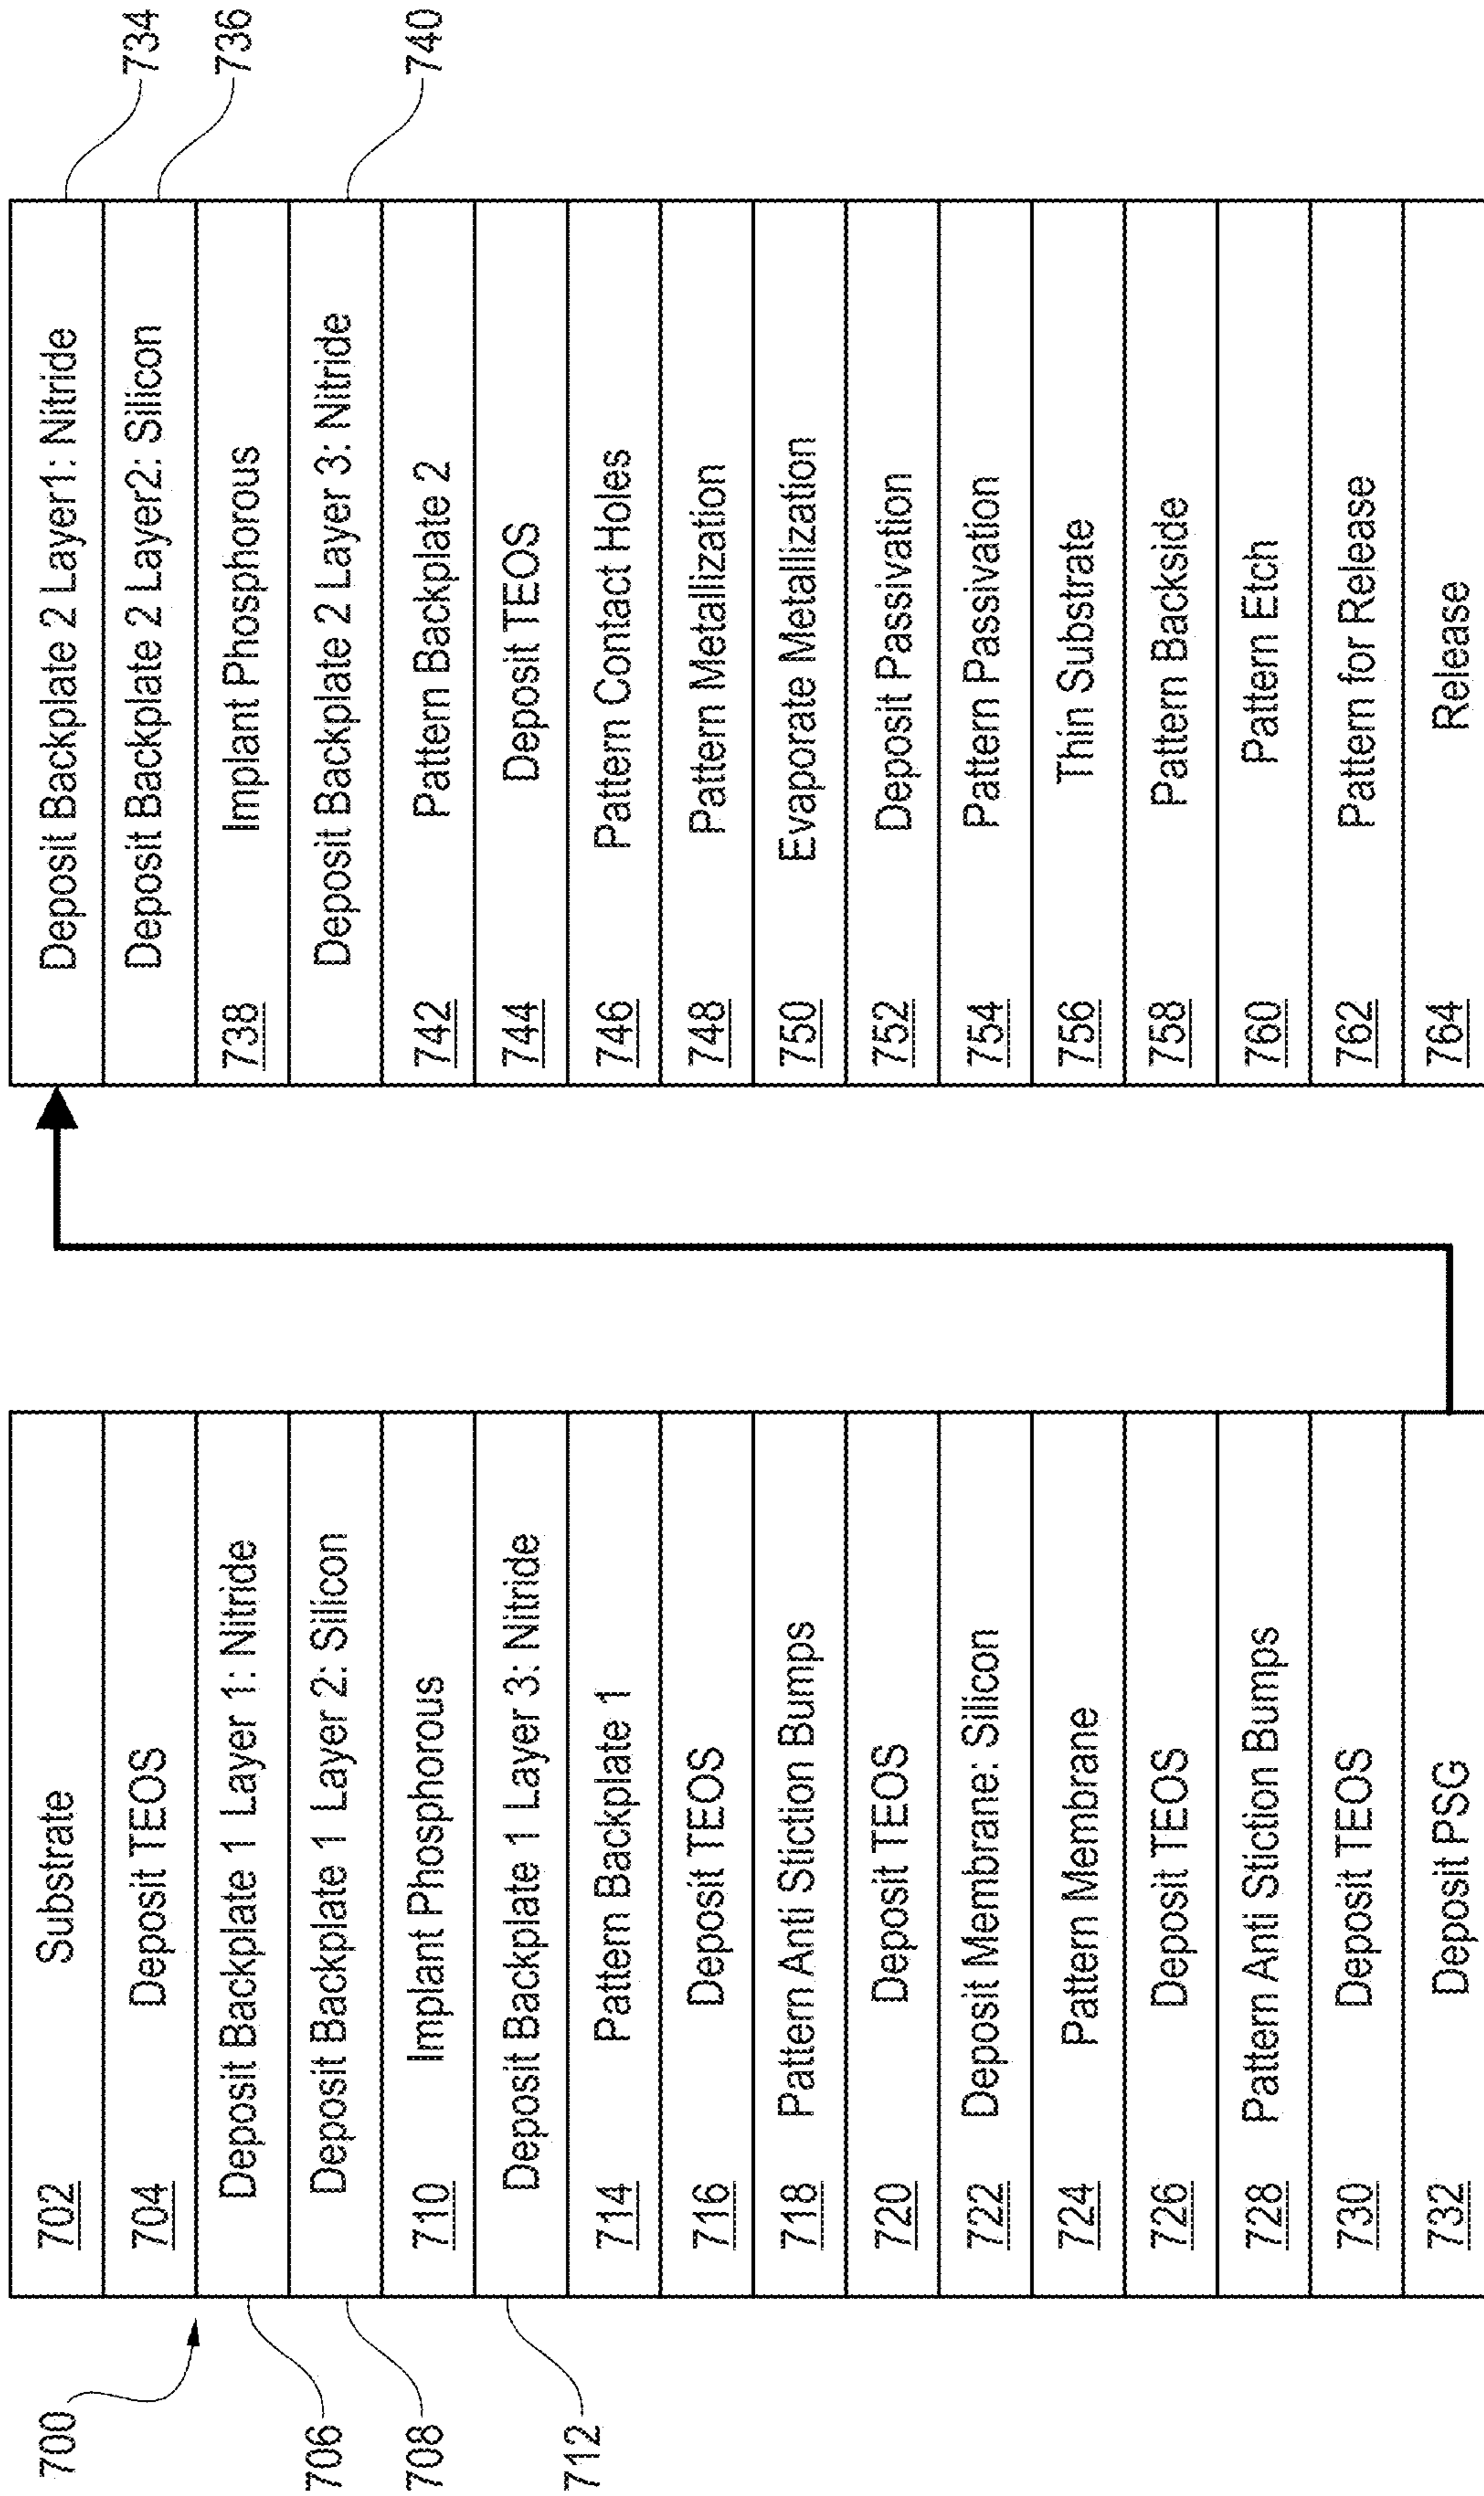 700
702 Substrate
704 Deposit TEOS
706 Deposit Backplate 1 Layer 1: Nitride
708 Deposit Backplate 1 Layer 2: Silicon
710 Implant Phosphorous
712 Deposit Backplate 1 Layer 3: Nitride
714 Pattern Backplate 1
716 Deposit TEOS
718 Pattern Anti Stiction Bumps
720 Deposit TEOS
722 Deposit Membrane: Silicon
724 Pattern Membrane
726 Deposit TEOS
728 Pattern Anti Stiction Bumps
730 Deposit TEOS
732 Deposit PSG
Deposit Backplate 2 Layer1: Nitride 734
Deposit Backplate 2 Layer2: Silicon 736
738 Implant Phosphorous
Deposit Backplate 2 Layer 3: Nitride 740
742 Pattern Backplate 2
744 Deposit TEOS
746 Pattern Contact Holes
748 Pattern Metallization
750 Evaporate Metallization
752 Deposit Passivation
754 Pattern Passivation
756 Thin Substrate
758 Pattern Backside
760 Pattern Etch
762 Pattern for Release
764 Release